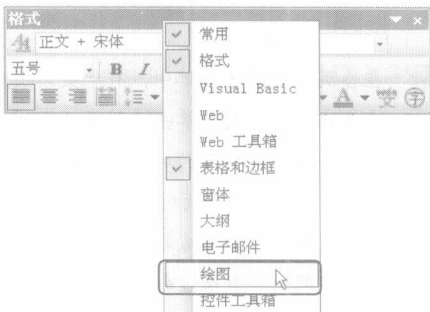 格式
正文 + 宋体
五号 B I
A 字
常用
格式
Visual Basic
Web
Web 工具箱
表格和边框
窗体
大纲
电子邮件
绘图
控件工具箱